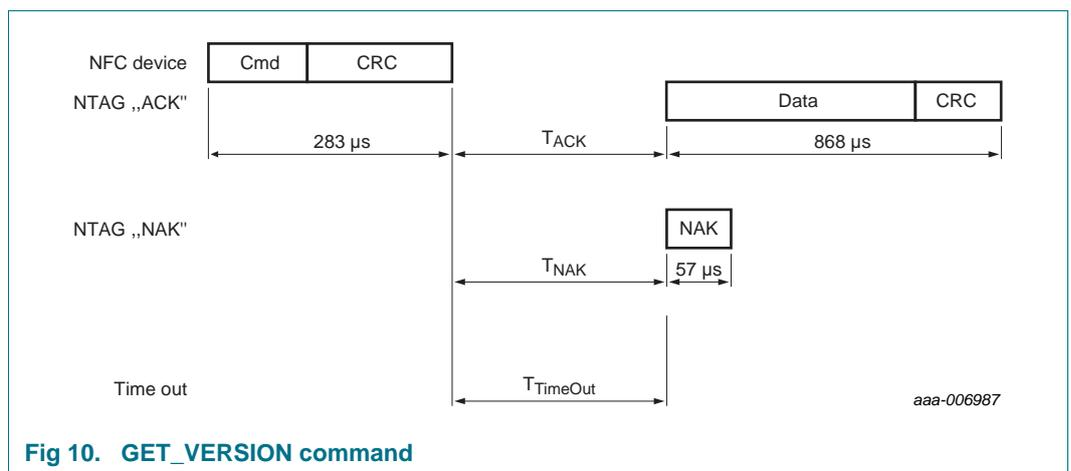 NFC device Cmd CRC
NTAG ,,ACK" Data CRC
283 µs TACK 868 µs
NTAG ,,NAK" NAK
TNAK 57 µs
Time out TTimeOut aaa-006987
Fig 10. GET_VERSION command